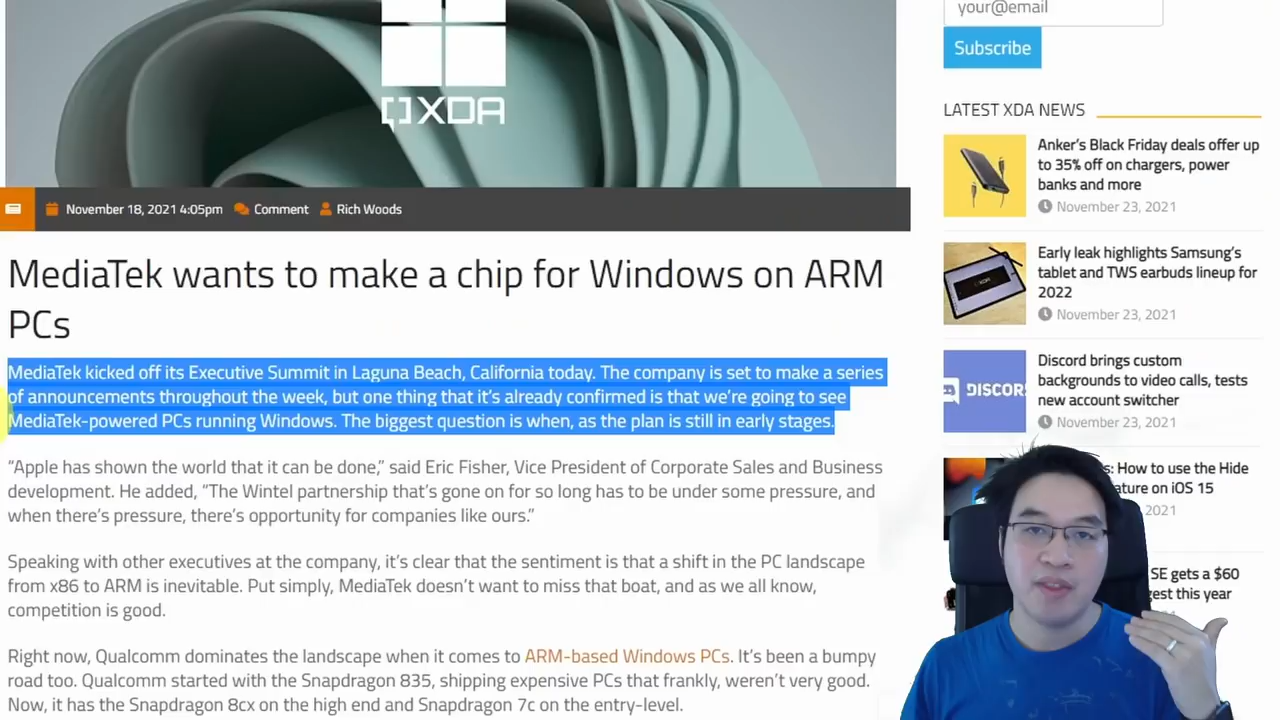 your@email
Subscribe
XDA
LATEST XDA NEWS
Anker's Black Friday deals offer up
to 35% off on chargers, power
banks and more
November 23, 2021
Early leak highlights Samsung's
tablet and TWS earbuds lineup for
2022
November 23, 2021
DISCOR
Discord brings custom
backgrounds to video calls, tests
new account switcher
November 23, 2021
How to use the Hide
on iOS 15
2021
SE gets a $60
this year
November 18, 2021 4:05pm Comment Rich Woods
MediaTek wants to make a chip for Windows on ARM
PCs
MediaTek kicked off its Executive Summit in Laguna Beach, California today. The company is set to make a series
of announcements throughout the week, but one thing that it's already confirmed is that we're going to see
MediaTek-powered PCs running Windows. The biggest question is when, as the plan is still in early stages.
“Apple has shown the world that it can be done,” said Eric Fisher, Vice President of Corporate Sales and Business
development. He added, “The Wintel partnership that's gone on for so long has to be under some pressure, and
when there's pressure, there's opportunity for companies like ours.”
Speaking with other executives at the company, it's clear that the sentiment is that a shift in the PC landscape
from x86 to ARM is inevitable. Put simply, MediaTek doesn't want to miss that boat, and as we all know,
competition is good.
Right now, Qualcomm dominates the landscape when it comes to ARM-based Windows PCs. It's been a bumpy
road too. Qualcomm started with the Snapdragon 835, shipping expensive PCs that frankly, weren't very good.
Now, it has the Snapdragon 8cx on the high end and Snapdragon 7c on the entry-level.